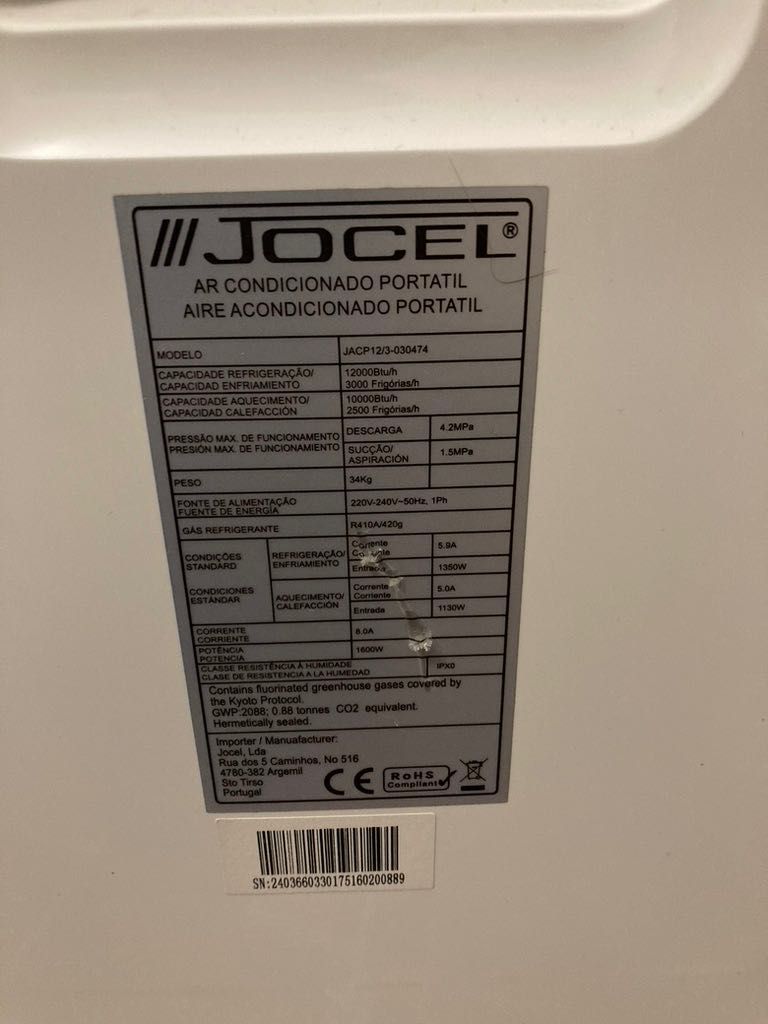 JOCEL®
AR CONDICIONADO PORTATIL
AIRE ACONDICIONADO PORTATIL
MODELO JACP12/3-030474
CAPACIDADE REFRIGERAÇÃO/ 12000Btu/h
CAPACIDAD ENFRIAMIENTO 3000 Frigórias/h
CAPACIDADE AQUECIMENTO/ 10000Btu/h
CAPACIDAD CALEFACCIÓN 2500 Frigórias/h
PRESSÃO MAX. DE FUNCIONAMENTO
PRESIÓN MAX. DE FUNCIONAMIENTO
DESCARGA 4.2MPa
SUCÇÃO/
ASPIRACIÓN
1.5MPa
PESO 34Kg
FONTE DE ALIMENTAÇÃO
FUENTE DE ENERGÍA
220V-240V~50Hz, 1Ph
GÁS REFRIGERANTE R410A/420g
CONDIÇÕES
STANDARD
CONDICIONES
ESTÁNDAR
REFRIGERAÇÃO/
ENFRIAMIENTO
Corrente
Corriente
5.9A
Entrada 1350W
AQUECIMENTO/
CALEFACCIÓN
Corrente
Corriente
5.0A
Entrada 1130W
CORRENTE
CORRIENTE
8.0A
POTÊNCIA
POTENCIA
1600W
CLASSE RESISTÊNCIA À HUMIDADE
CLASE DE RESISTENCIA A LA HUMEDAD
IPX0
Contains fluorinated greenhouse gases covered by
the Kyoto Protocol.
GWP:2088; 0.88 tonnes CO2 equivalent.
Hermetically sealed.
Importer / Manuafacturer:
Jocel, Lda
Rua dos 5 Caminhos, No 516
4780-382 Argemil
Sto Tirso
Portugal
CE
RoHS
Compliant
SN:2403660330175160200889